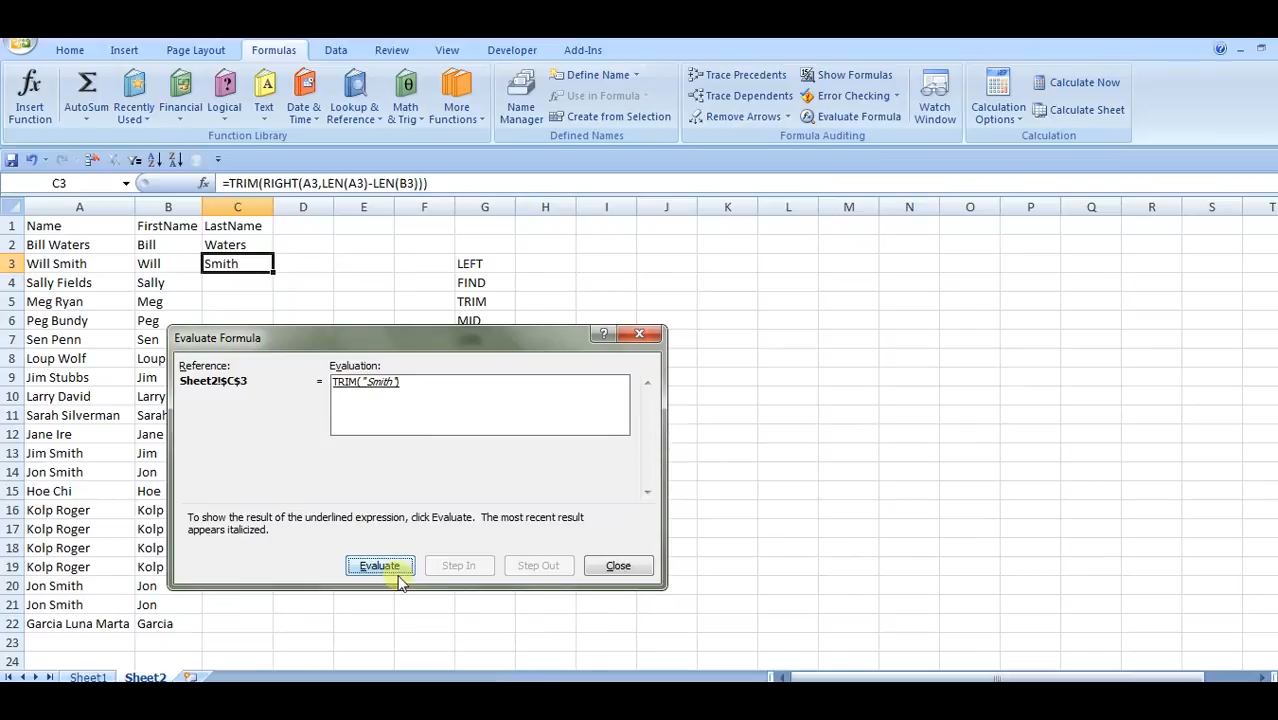 Home Insert Page Layout Formulas Data Review View Developer Add-Ins
Insert Function AutoSum Recently Used Financial Logical Text Date & Time Lookup & Reference Math & Trig More Functions
Function Library
Name Manager Define Name Use in Formula Create from Selection
Defined Names
Trace Precedents Show Formulas
Trace Dependents Error Checking
Remove Arrows Evaluate Formula
Watch Window
Formula Auditing
Calculation Options Calculate Now Calculate Sheet
Calculation
C3 fx =TRIM(RIGHT(A3,LEN(A3)-LEN(B3)))
A B C D E F G H I J K L M N O P Q R S T
1 Name FirstName LastName
2 Bill Waters Bill Waters
3 Will Smith Will Smith LEFT
4 Sally Fields Sally FIND
5 Meg Ryan Meg TRIM
6 Peg Bundy Peg MID
7 Sen Penn Sen
8 Loup Wolf Loup
9 Jim Stubbs Jim
10 Larry David Larry
11 Sarah Silverman Sarah
12 Jane Ire Jane
13 Jim Smith Jim
14 Jon Smith Jon
15 Hoe Chi Hoe
16 Kolp Roger Kolp
17 Kolp Roger Kolp
18 Kolp Roger Kolp
19 Kolp Roger Kolp
20 Jon Smith Jon
21 Jon Smith Jon
22 Garcia Luna Marta Garcia
23
24
Evaluate Formula
Reference: Evaluation:
Sheet2!$C$3 = TRIM(" Smith")
To show the result of the underlined expression, click Evaluate. The most recent result
appears italicized.
Evaluate Step In Step Out Close
Sheet1 Sheet2